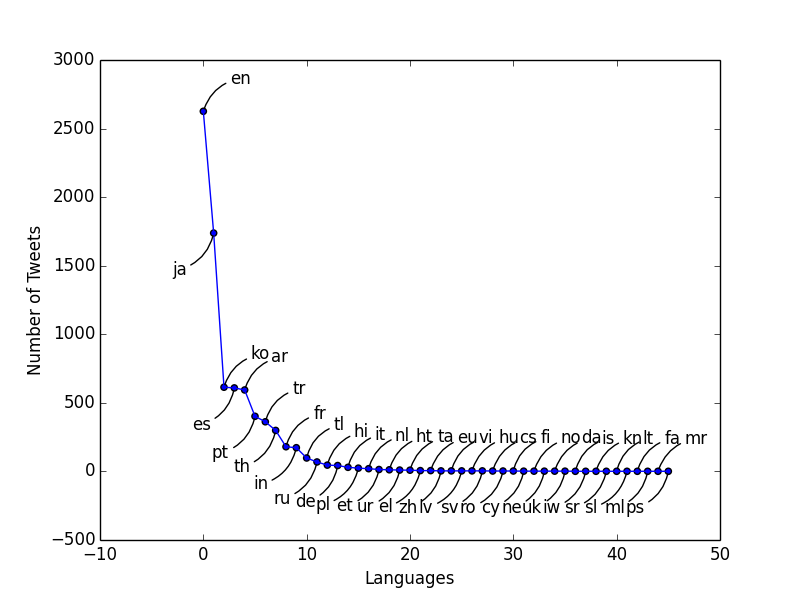 3000
2500
2000
1500
1000
500
0
−500
−10 0 10 20 30 40 50
Number of Tweets
Languages
en
ja
ko
es
ar
pt
tr
th
fr
in
tl
ru
hi
de
it
pl
nl
et
ht
ur
ta
el
eu
zh
vi
lv
hu
sv
cs
ro
fi
cy
no
ne
da
uk
is
iw
kn
sr
lt
sl
fa
ml
mr
ps